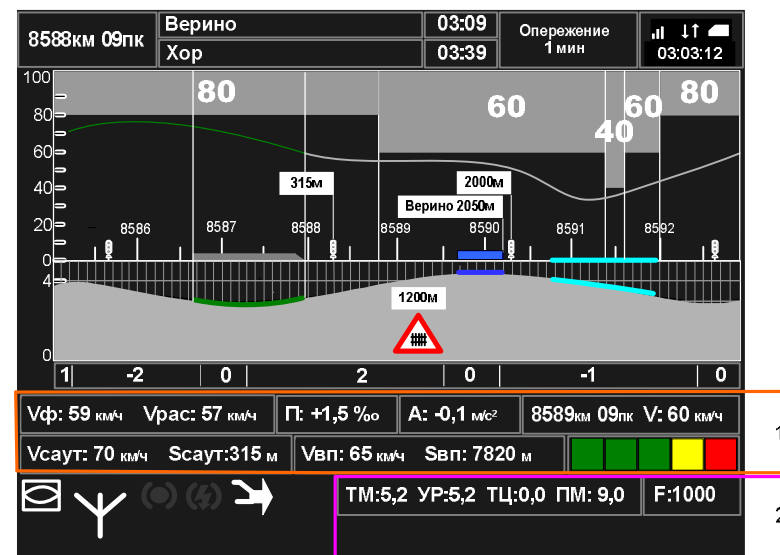 8588км 09пк
Верино 03:09
Хор 03:39
Опережение
1 мин
03:03:12
100
80
60
40
20
0
4
0
80
60
40
60
80
315м
2000м
Верино 2050м
8586 8587 8588 8589 8590 8591 8592
1200м
1 -2 0 2 0 -1 0
Vф: 59 км/ч Vрас: 57 км/ч П: +1,5 %о А: -0,1 м/с² 8589км 09пк V: 60 км/ч
Vсаут: 70 км/ч Sсаут:315 м Vвп: 65 км/ч Sвп: 7820 м
1
ТМ:5,2 УР:5,2 ТЦ:0,0 ПМ: 9,0 F:1000
2